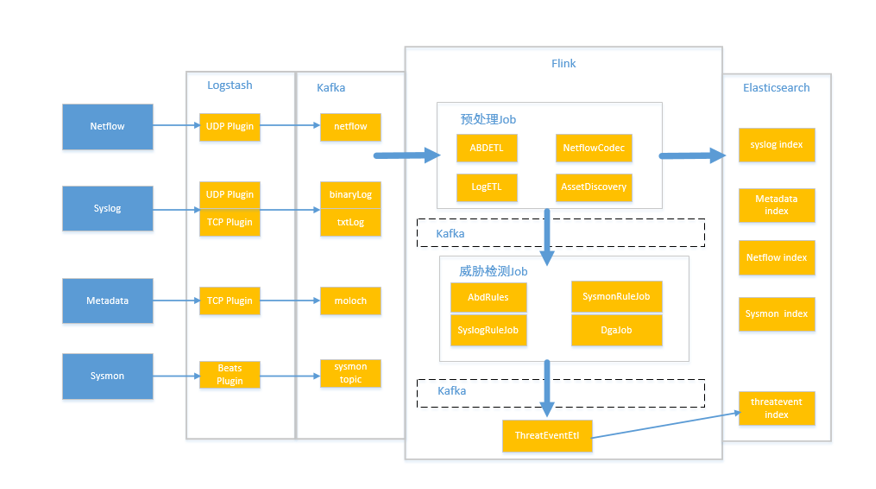 Flink
Logstash
Kafka
Elasticsearch
Netflow
UDP Plugin
netflow
预处理Job
ABDETL
NetflowCodec
LogETL
AssetDiscovery
syslog index
Syslog
UDP Plugin
TCP Plugin
binaryLog
txtLog
Metadata
index
Kafka
Netflow index
威胁检测Job
AbdRules
SysmonRuleJob
SyslogRuleJob
DgaJob
Metadata
TCP Plugin
moloch
Sysmon index
Sysmon
Beats
Plugin
sysmon
topic
Kafka
threatevent
index
ThreatEventEtl